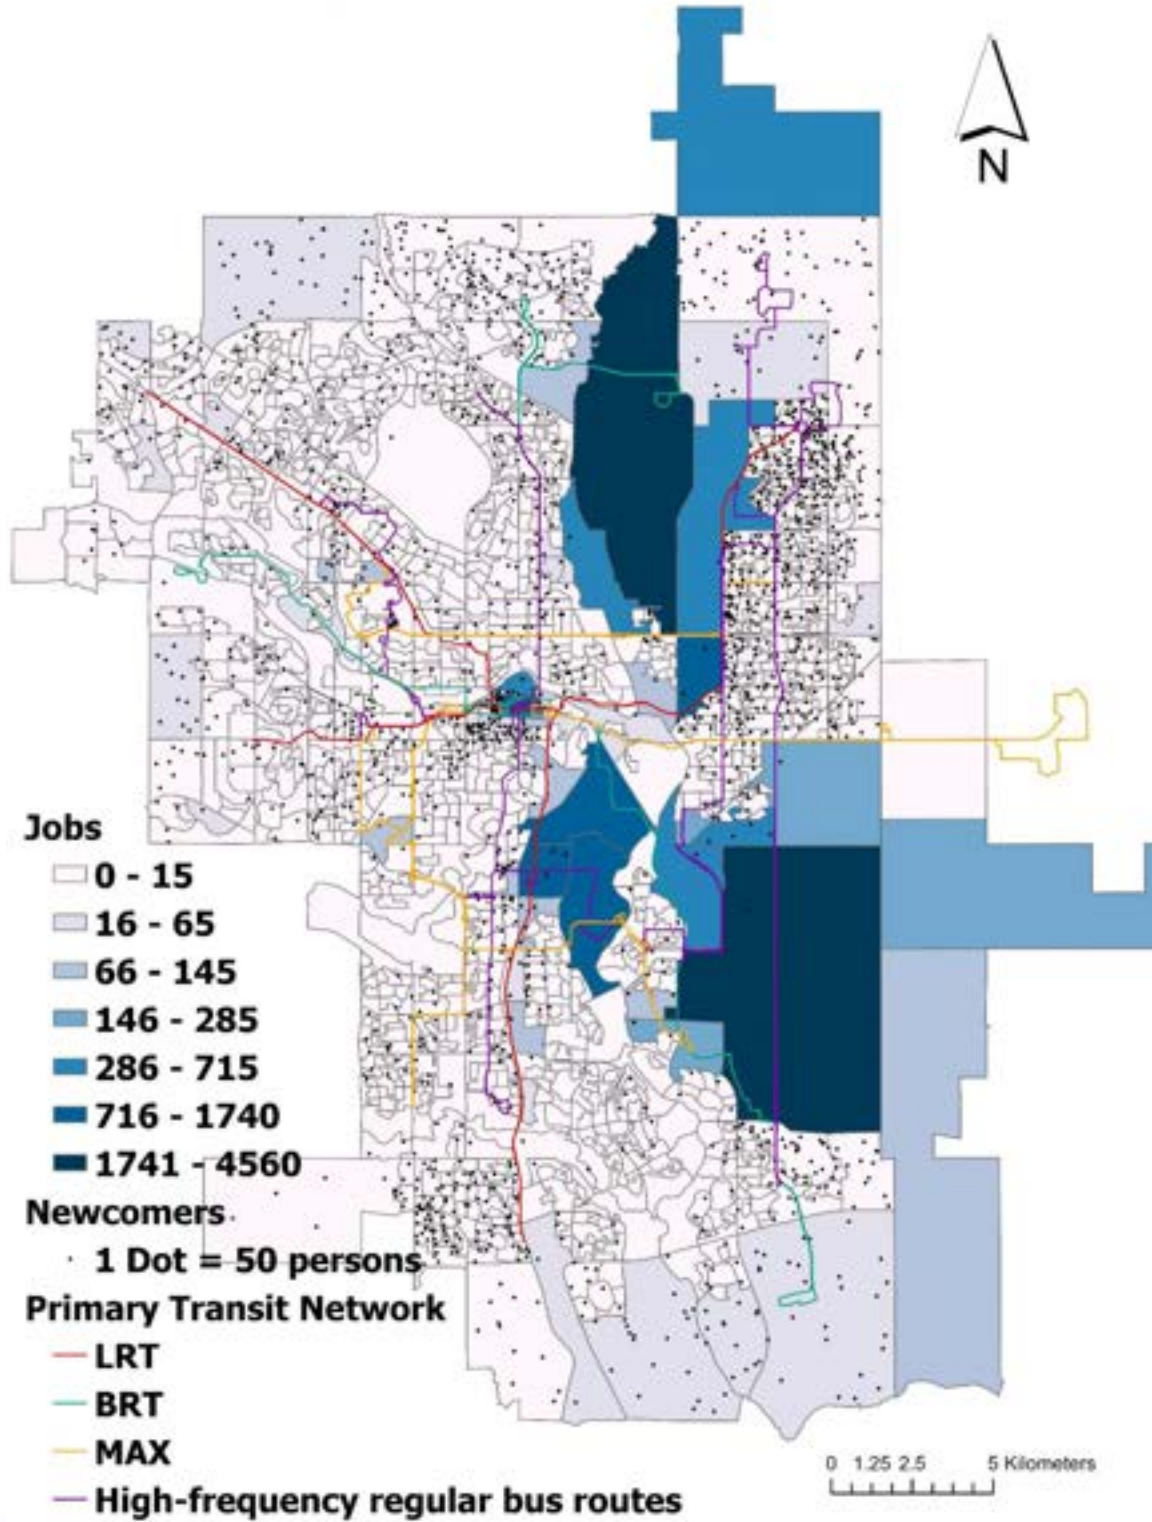 N
Jobs
0 - 15
16 - 65
66 - 145
146 - 285
286 - 715
716 - 1740
1741 - 4560
Newcomers
1 Dot = 50 persons
Primary Transit Network
LRT
BRT
MAX
High-frequency regular bus routes
0 1.25 2.5 5 Kilometers